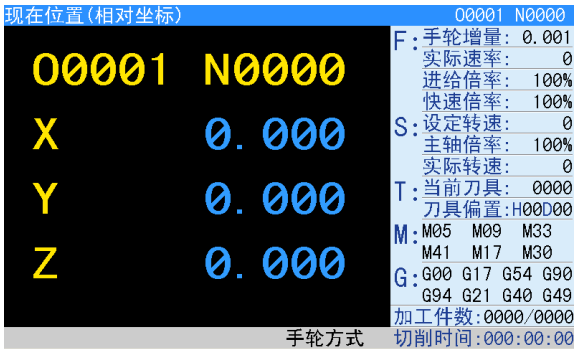 现在位置(相对坐标) O0001 N0000
O0001 N0000
X 0.000
Y 0.000
Z 0.000
F:手轮增量: 0.001
实际速率: 0
进给倍率: 100%
快速倍率: 100%
S:设定转速: 0
主轴倍率: 100%
实际转速: 0
T:当前刀具: 0000
刀具偏置:H00D00
M:M05 M09 M33
M41 M17 M30
G:G00 G17 G54 G90
G94 G21 G40 G49
加工件数:0000/0000
手轮方式 切削时间:000:00:00